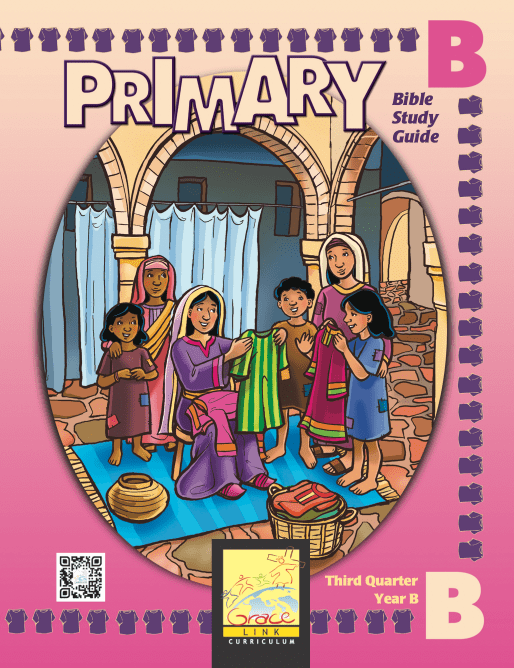 B
PRIMARY
Bible
Study
Guide
Third Quarter
Year B
B
Grace
LINK
CURRICULUM